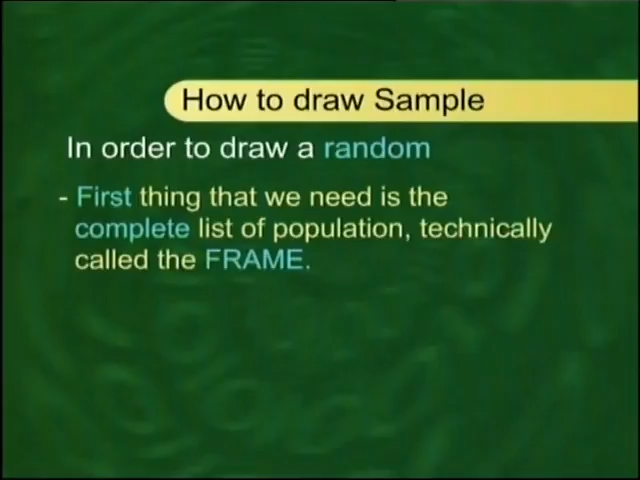 How to draw Sample
In order to draw a random
- First thing that we need is the
complete list of population, technically
called the FRAME.